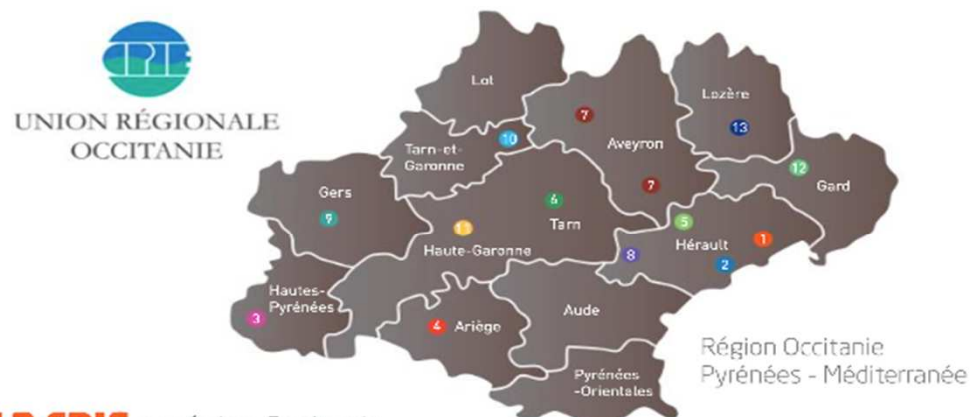 CPIE
UNION RÉGIONALE
OCCITANIE
Lot
Lozère
7
13
10
Aveyron
Tarn-et-
Garonne
12
Gers
7
Gard
6
9
5
11
Tarn
1
Hérault
Haute-Garonne
8
2
Hautes-
Pyrénées
Aude
3
4
Ariège
Région Occitanie
Pyrénées - Méditerranée
Pyrénées
-Orientales